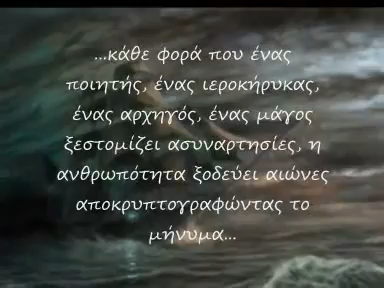 ...κάθε φορά που ένας
ποιητής, ένας ιεροκήρυκας,
ένας αρχηγός, ένας μάγος
ξεστομίζει ασυναρτησίες, η
ανθρωπότητα ξοδεύει αιώνες
αποκρυπτογραφώντας το
μήνυμα...